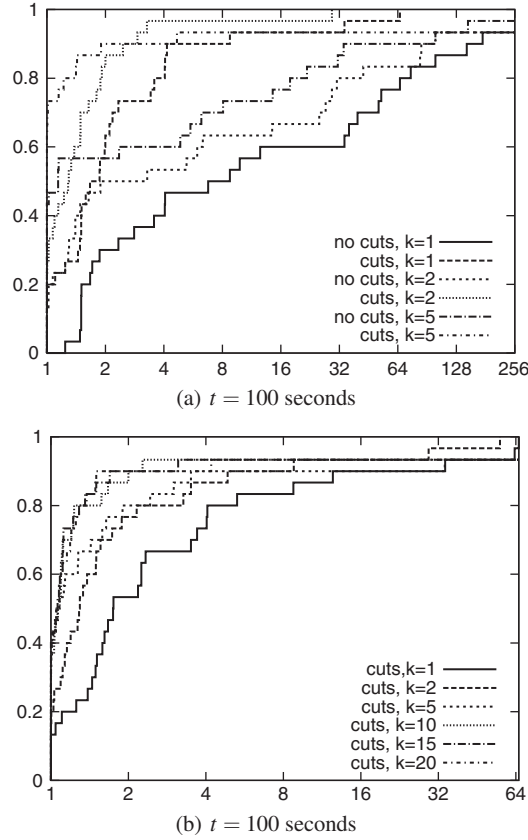 1
0.8
0.6
0.4
0.2
0
no cuts, k=1
cuts, k=1
no cuts, k=2
cuts, k=2
no cuts, k=5
cuts, k=5
1 2 4 8 16 32 64 128 256
(a) t = 100 seconds
1
0.8
0.6
0.4
0.2
0
cuts,k=1
cuts, k=2
cuts, k=5
cuts, k=10
cuts, k=15
cuts, k=20
1 2 4 8 16 32 64
(b) t = 100 seconds